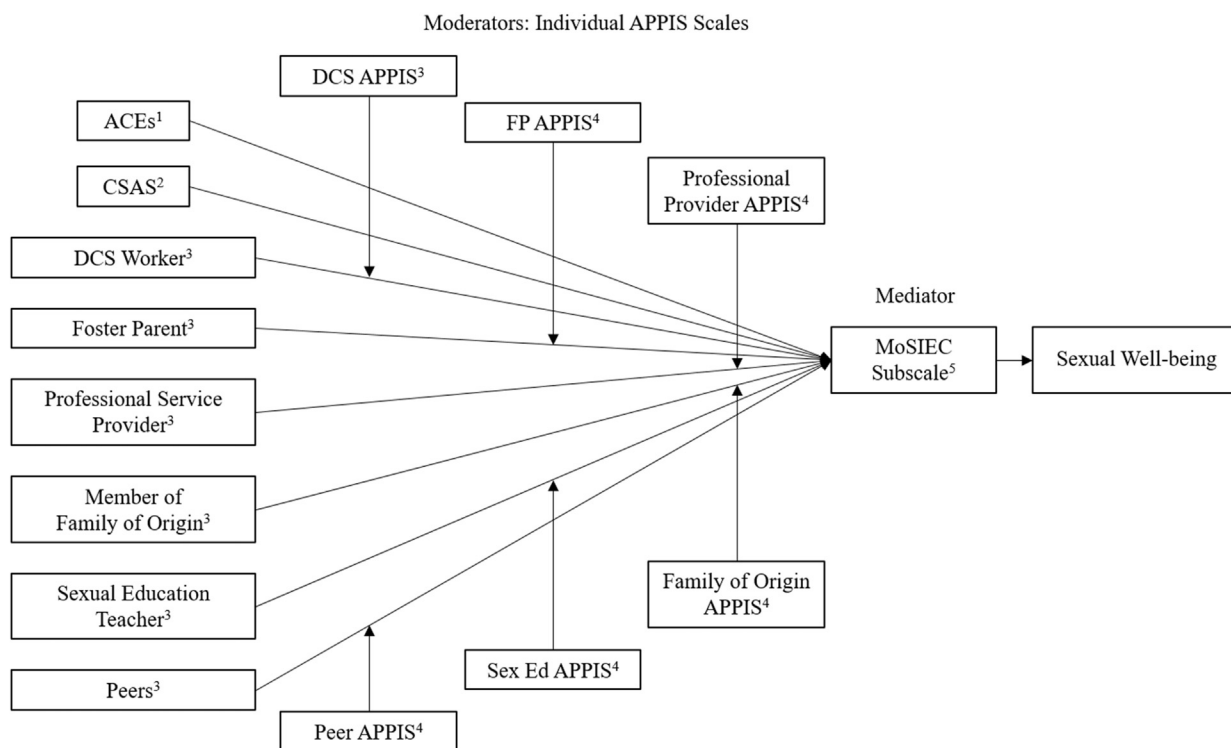 Moderators: Individual APPIS Scales
DCS APPIS³
ACEs¹
FP APPIS⁴
CSAS²
Professional
Provider APPIS⁴
DCS Worker³
Foster Parent³
Mediator
MoSIEC
Subscale⁵
Sexual Well-being
Professional Service
Provider³
Member of
Family of Origin³
Sexual Education
Teacher³
Family of Origin
APPIS⁴
Sex Ed APPIS⁴
Peers³
Peer APPIS⁴